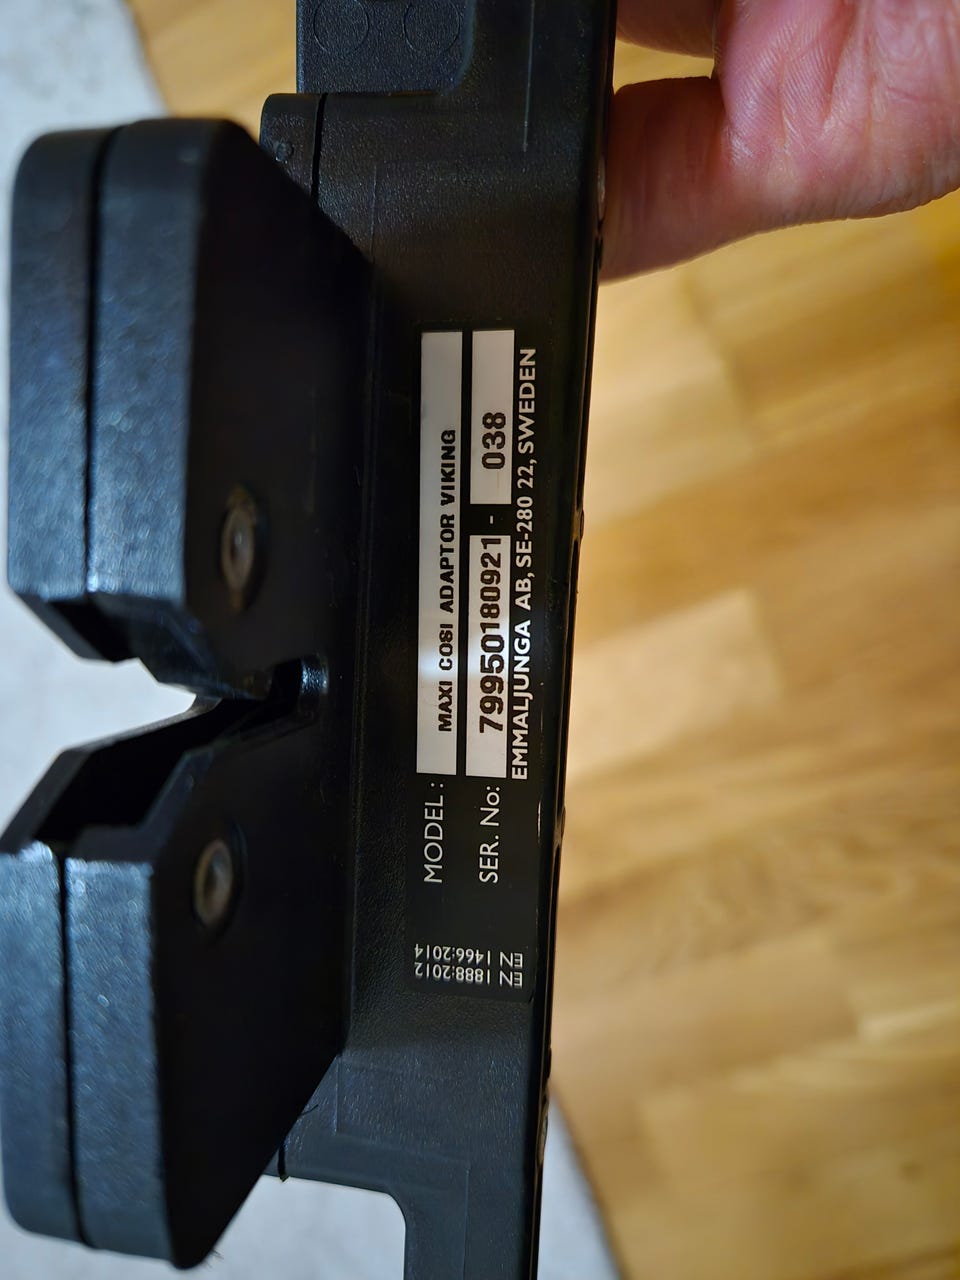 MODEL : MAXI COSI ADAPTOR VIKING
SER. No: 79950180921 - 038
EMMALJUNGA AB, SE-280 22, SWEDEN
EN 1888:2012
EN 1466:2014